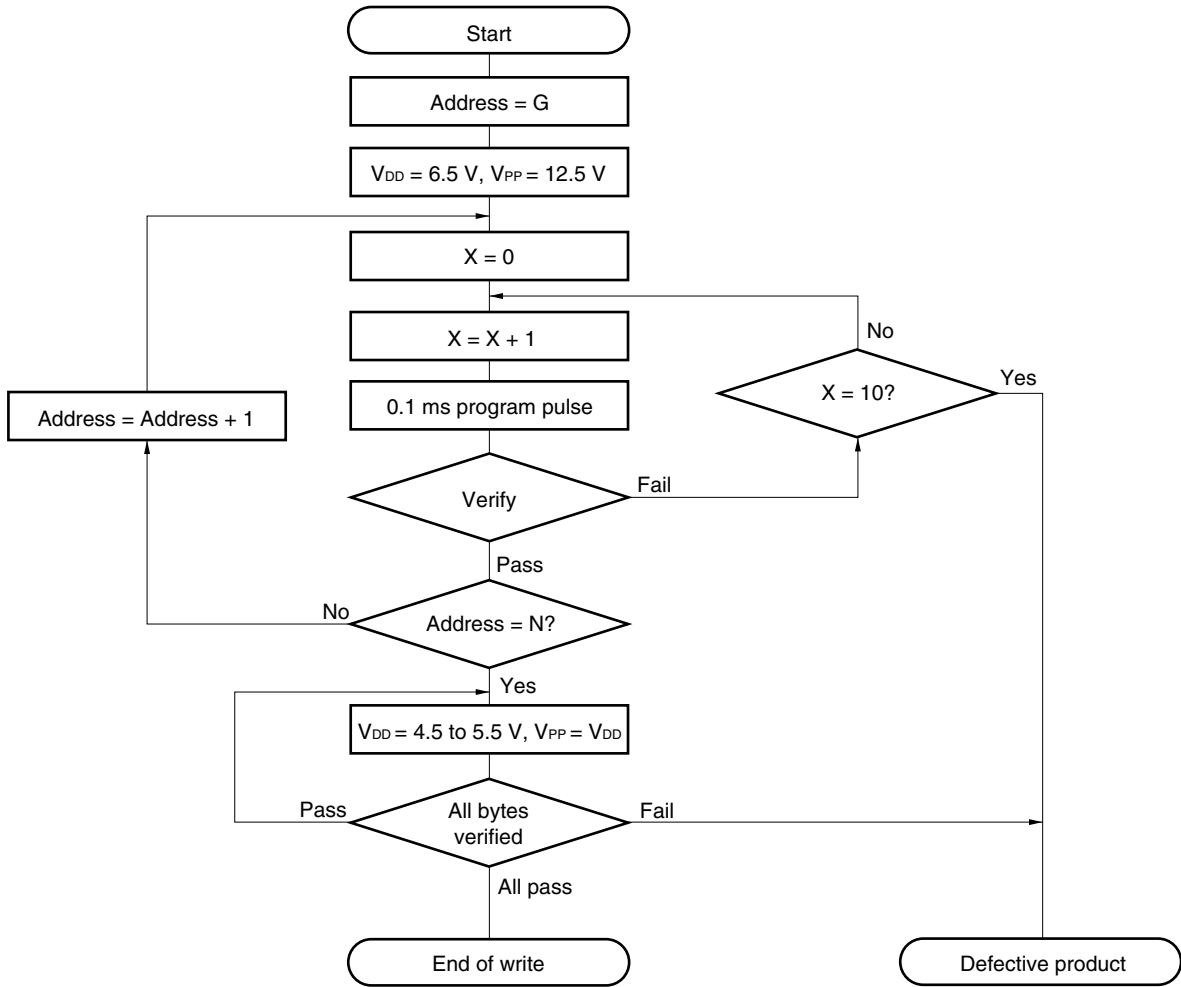 Start
Address = G
VDD = 6.5 V, VPP = 12.5 V
X = 0
X = X + 1
No
X = 10?
Yes
Address = Address + 1
0.1 ms program pulse
Verify
Fail
Pass
No
Address = N?
Yes
VDD = 4.5 to 5.5 V, VPP = VDD
Pass
All bytes
verified
Fail
All pass
End of write
Defective product